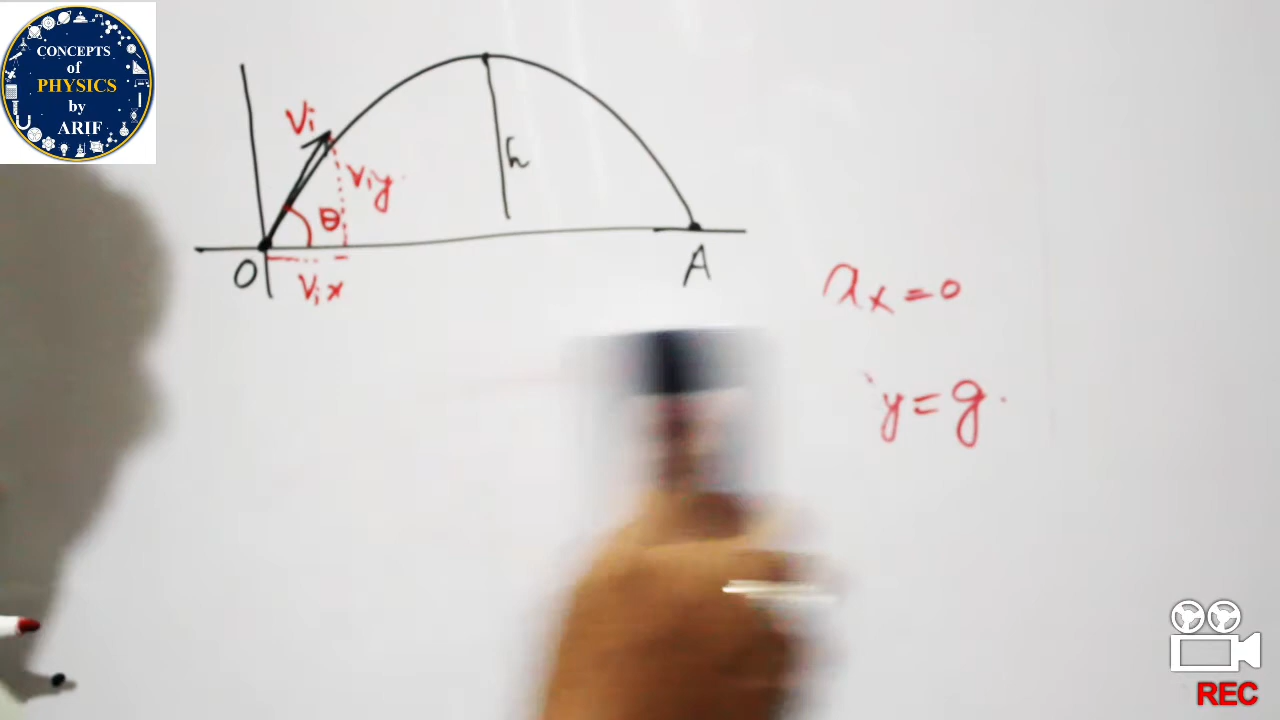 CONCEPTS
of
PHYSICS
by
ARIF
Vi
Viy
h
θ
O
Vix
A
ax = 0
y = g
REC